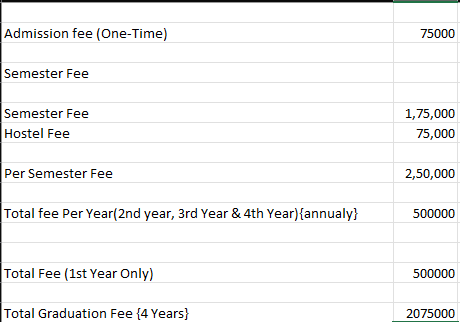 Admission fee (One-Time) 75000
Semester Fee
Semester Fee 1,75,000
Hostel Fee 75,000
Per Semester Fee 2,50,000
Total fee Per Year(2nd year, 3rd Year & 4th Year){annualy} 500000
Total Fee (1st Year Only) 500000
Total Graduation Fee {4 Years} 2075000